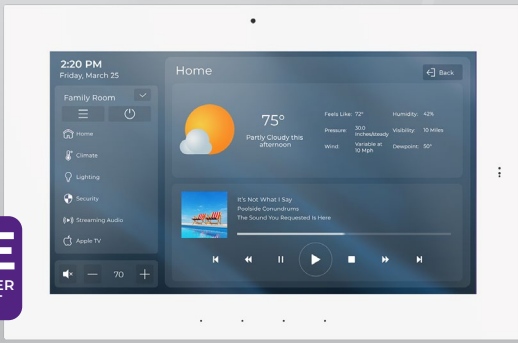 2:20 PM
Friday, March 25
Family Room
Home
Climate
Lighting
Security
Streaming Audio
Apple TV
70
Home
Back
75°
Partly Cloudy this
afternoon
Feels Like: 72°
Humidity: 42%
Pressure: 30.0
Inches/steady
Visibility: 10 Miles
Wind: Variable at
10 Mph
Dewpoint: 50°
It's Not What I Say
Poolside Conundrums
The Sound You Requested Is Here